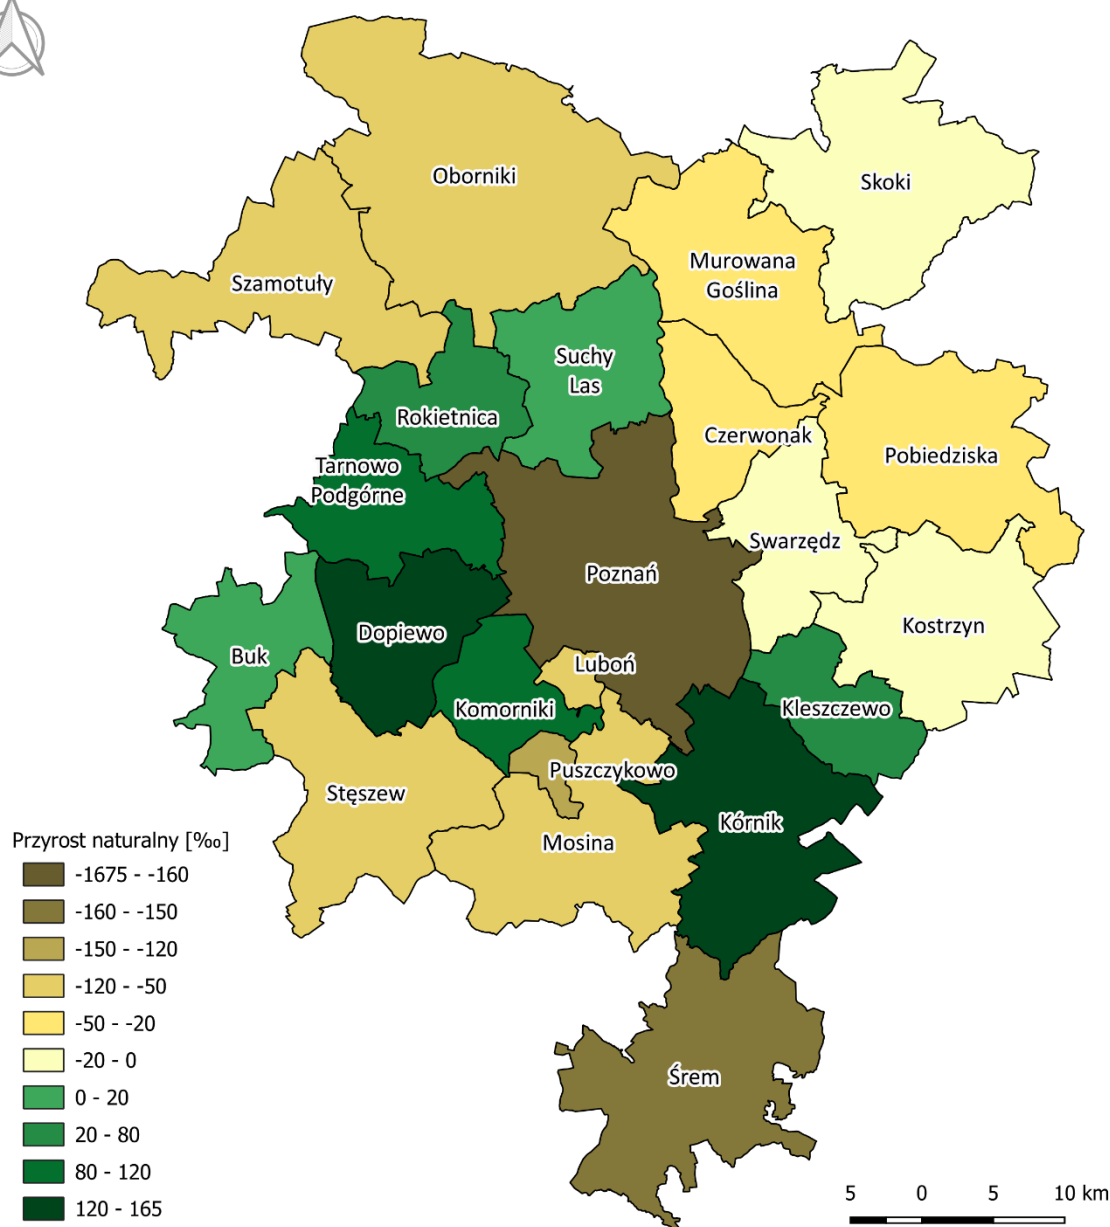 Oborniki
Skoki
Szamotuły
Murowana
Goślina
Suchy
Las
Rokietnica
Czerwonak
Pobiedziska
Tarnowo
Podgórne
Swarzędz
Poznań
Kostrzyn
Dopiewo
Buk
Luboń
Komorniki
Kleszczewo
Puszczykowo
Stęszew
Kórnik
Mosina
Śrem
Przyrost naturalny [‰]
-1675 - -160
-160 - -150
-150 - -120
-120 - -50
-50 - -20
-20 - 0
0 - 20
20 - 80
80 - 120
120 - 165
5 0 5 10 km